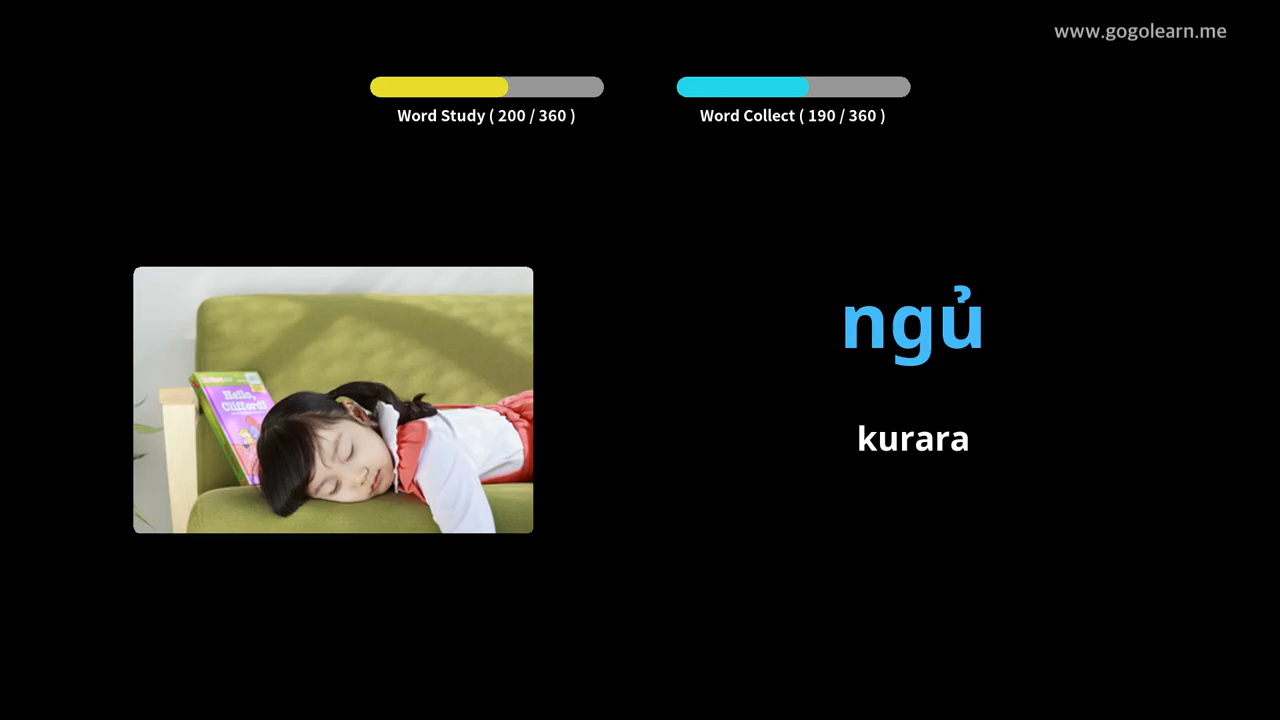 www.gogolearn.me
Word Study ( 200 / 360 )
Word Collect ( 190 / 360 )
Hello,
Clifford!
ngủ
kurara